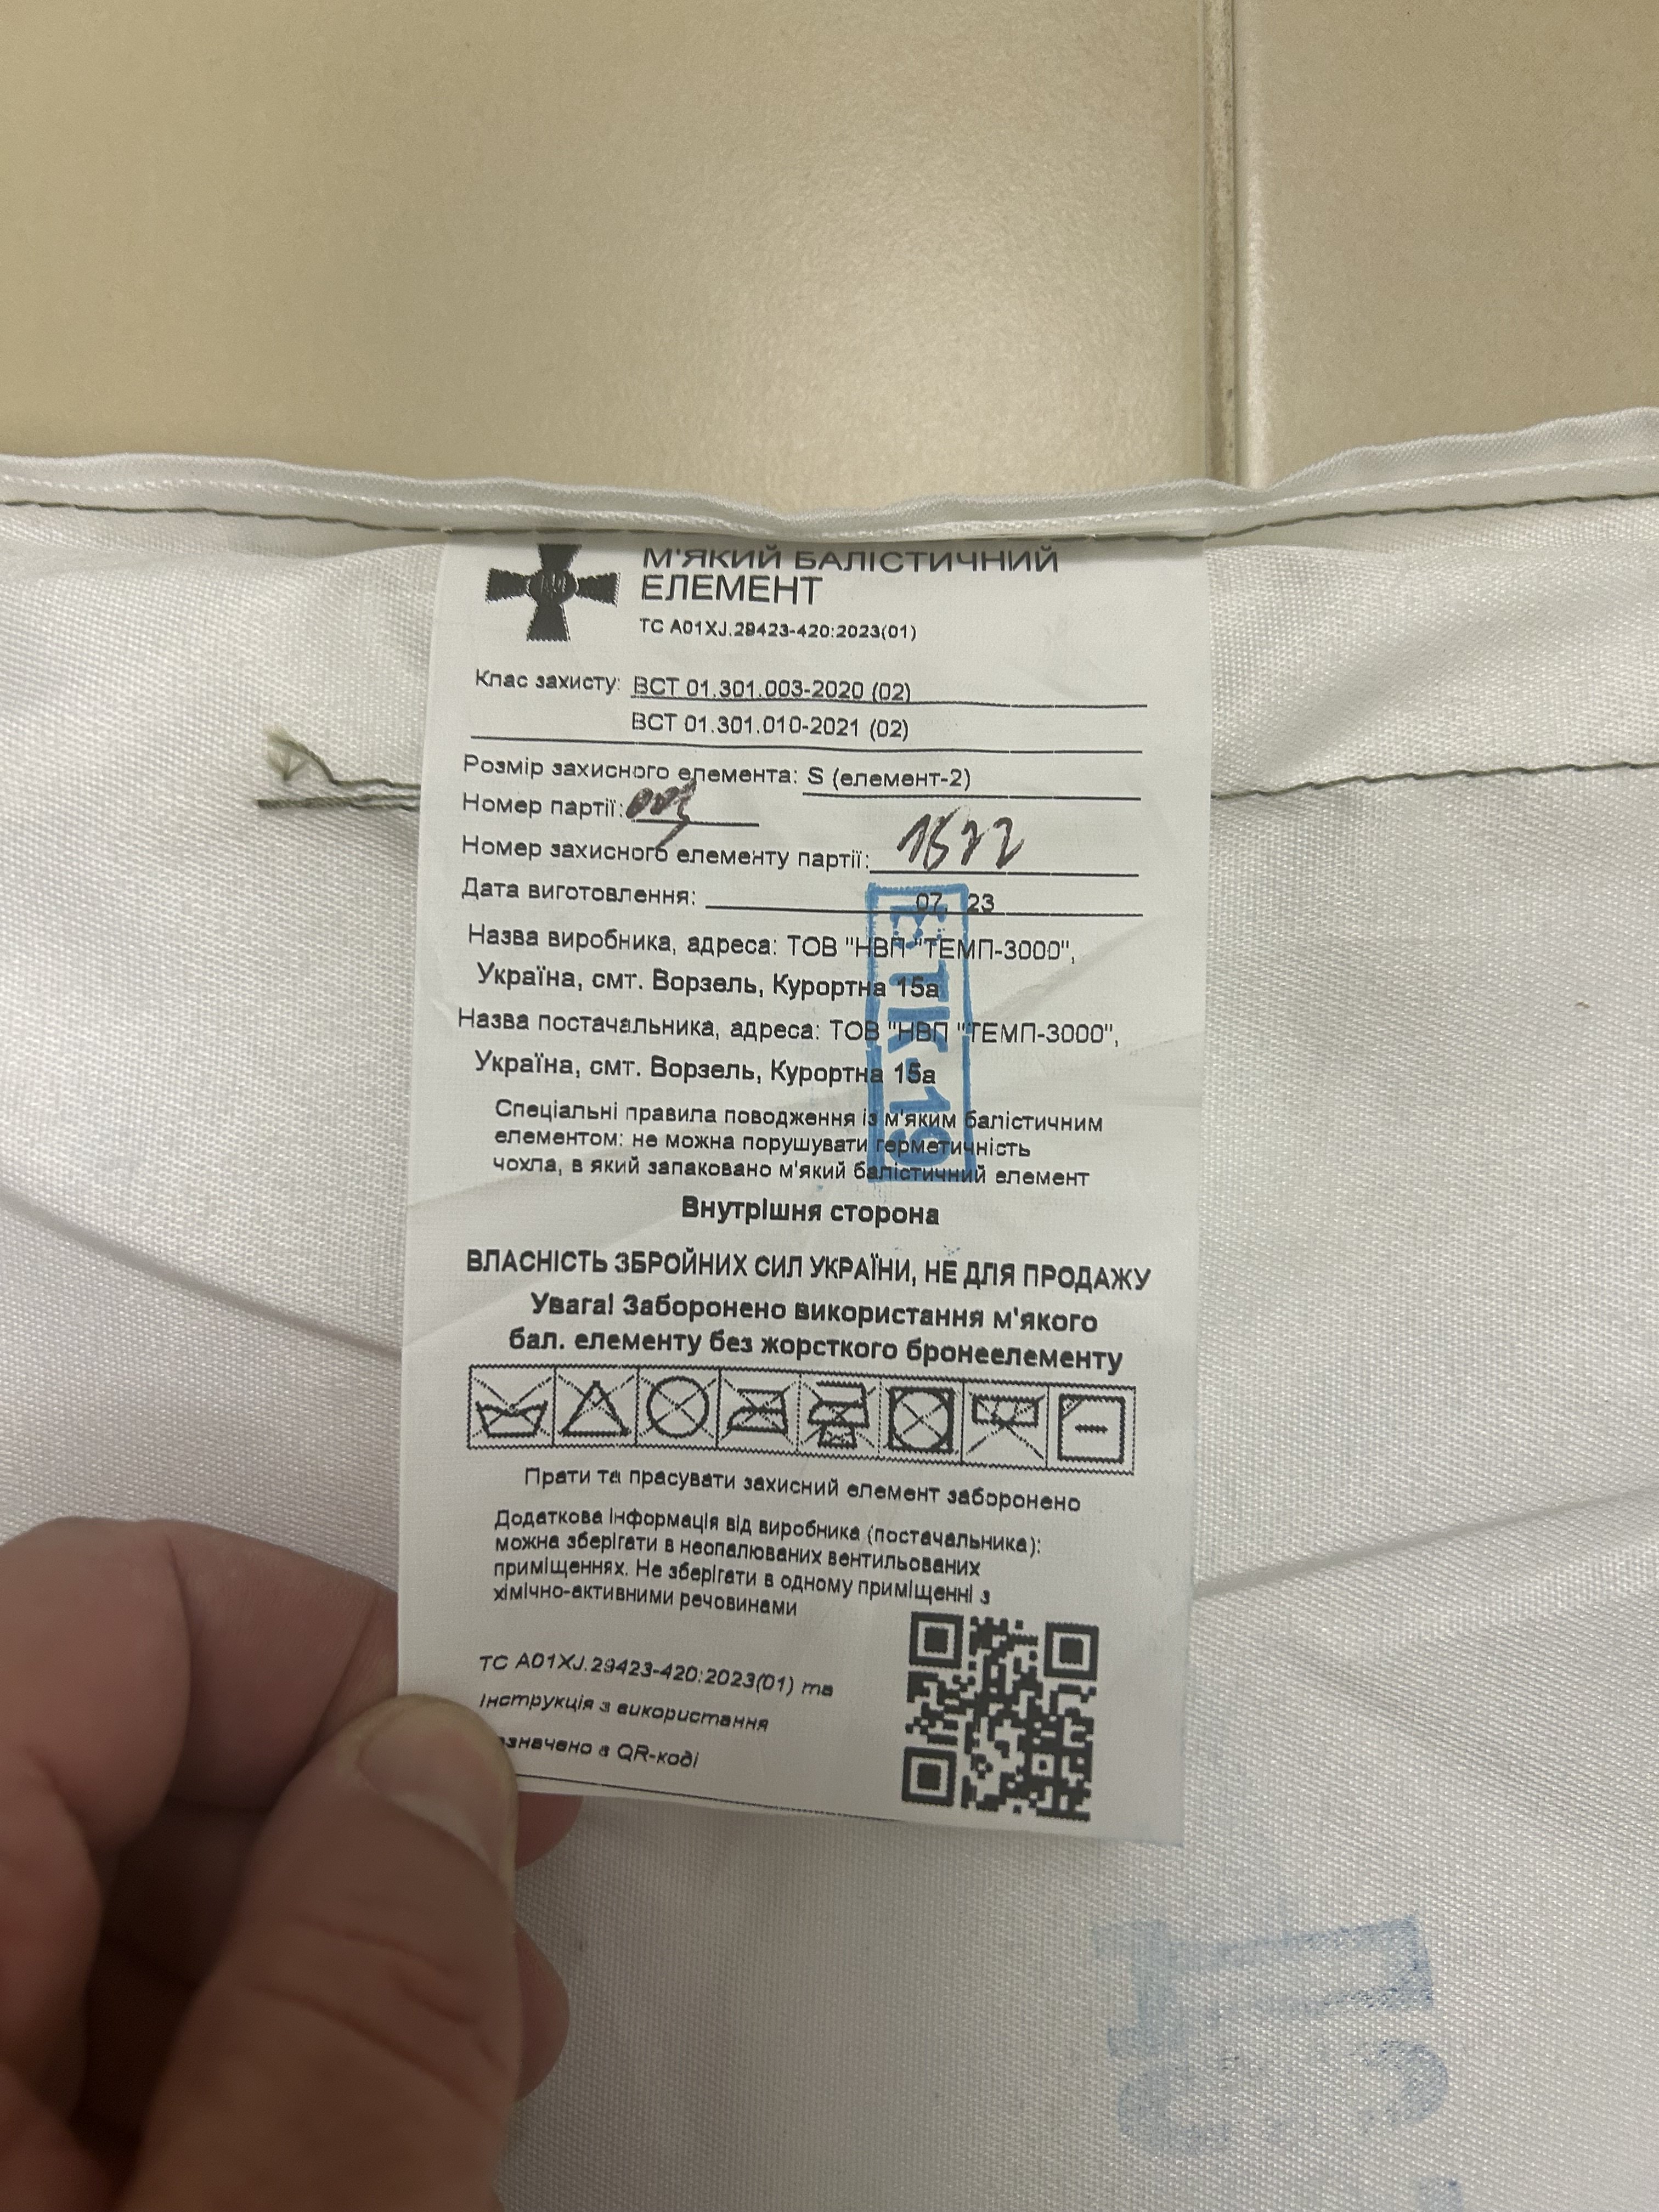 М'ЯКИЙ БАЛІСТИЧНИЙ
ЕЛЕМЕНТ
ТС А01XJ.29423-420:2023(01)
Клас захисту: ВСТ 01.301.003-2020 (02)
ВСТ 01.301.010-2021 (02)
Розмір захисного елемента: S (елемент-2)
Номер партії: 003
Номер захисного елементу партії: 1522
Дата виготовлення: 07. 23
Назва виробника, адреса: ТОВ "НВП "ТЕМП-3000",
Україна, смт. Ворзель, Курортна 15а
Назва постачальника, адреса: ТОВ "НВП "ТЕМП-3000",
Україна, смт. Ворзель, Курортна 15а
ВТК-19
Спеціальні правила поводження із м'яким балістичним
елементом: не можна порушувати герметичність
чохла, в який запаковано м'який балістичний елемент
Внутрішня сторона
ВЛАСНІСТЬ ЗБРОЙНИХ СИЛ УКРАЇНИ, НЕ ДЛЯ ПРОДАЖУ
Увага! Заборонено використання м'якого
бал. елементу без жорсткого бронеелементу
Прати та прасувати захисний елемент заборонено
Додаткова інформація від виробника (постачальника):
можна зберігати в неопалюваних вентильованих
приміщеннях. Не зберігати в одному приміщенні з
хімічно-активними речовинами
ТС А01XJ.29423-420:2023(01) та
Інструкція з використання
в QR-коді